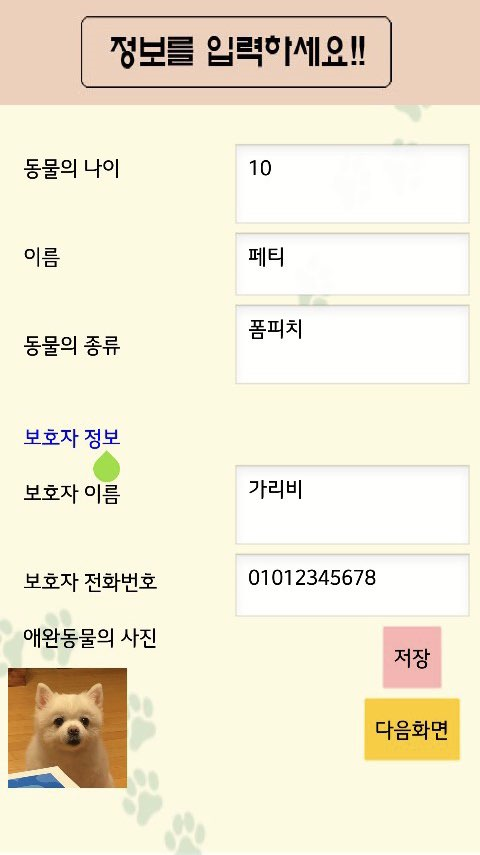 정보를 입력하세요!!
동물의 나이
10
이름
페티
동물의 종류
폼피치
보호자 정보
보호자 이름
가리비
보호자 전화번호
01012345678
애완동물의 사진
저장
다음화면